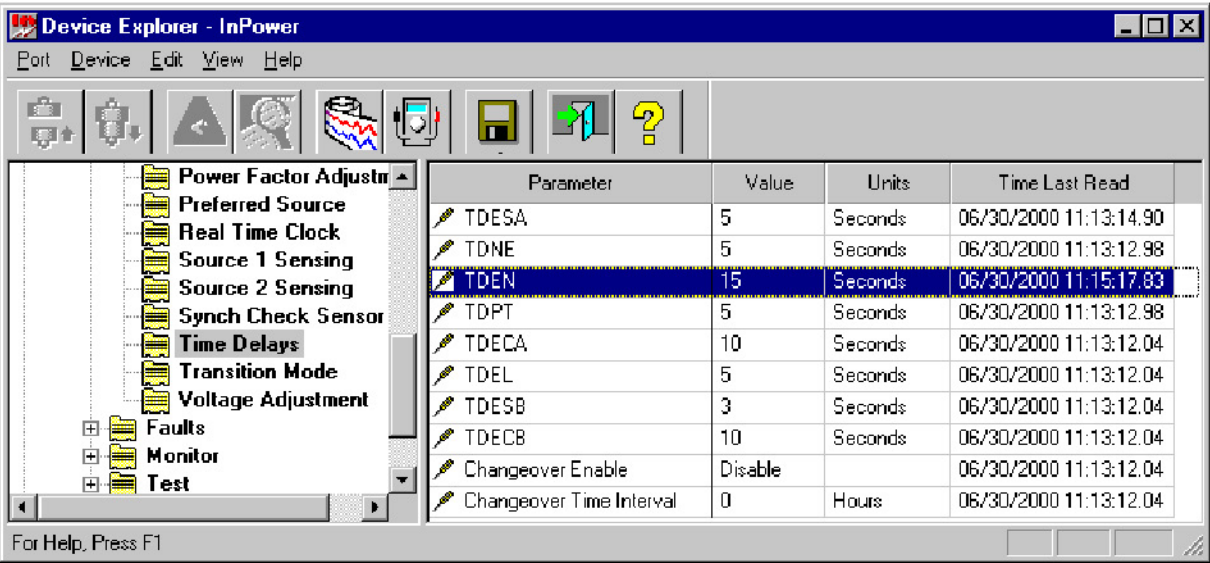 Device Explorer - InPower
Port Device Edit View Help
Power Factor Adjustm
Preferred Source
Real Time Clock
Source 1 Sensing
Source 2 Sensing
Synch Check Sensor
Time Delays
Transition Mode
Voltage Adjustment
Faults
Monitor
Test
Parameter Value Units Time Last Read
TDESA 5 Seconds 06/30/2000 11:13:14.90
TDNE 5 Seconds 06/30/2000 11:13:12.98
TDEN 15 Seconds 06/30/2000 11:15:17.83
TDPT 5 Seconds 06/30/2000 11:13:12.98
TDECA 10 Seconds 06/30/2000 11:13:12.04
TDEL 5 Seconds 06/30/2000 11:13:12.04
TDESB 3 Seconds 06/30/2000 11:13:12.04
TDECB 10 Seconds 06/30/2000 11:13:12.04
Changeover Enable Disable 06/30/2000 11:13:12.04
Changeover Time Interval 0 Hours 06/30/2000 11:13:12.04
For Help, Press F1